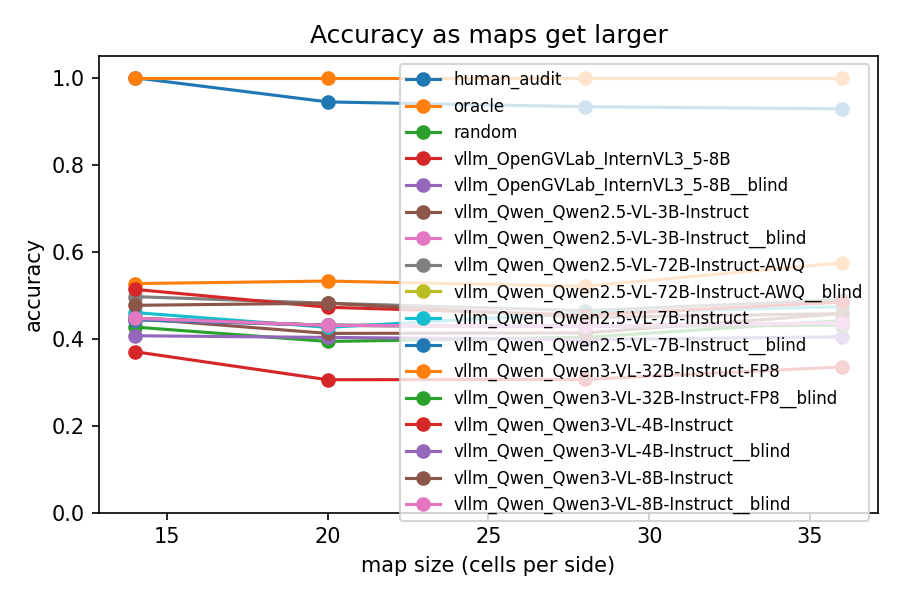 Accuracy as maps get larger
1.0
0.8
0.6
0.4
0.2
0.0
accuracy
human_audit
oracle
random
vllm_OpenGVLab_InternVL3_5-8B
vllm_OpenGVLab_InternVL3_5-8B__blind
vllm_Qwen_Qwen2.5-VL-3B-Instruct
vllm_Qwen_Qwen2.5-VL-3B-Instruct__blind
vllm_Qwen_Qwen2.5-VL-72B-Instruct-AWQ
vllm_Qwen_Qwen2.5-VL-72B-Instruct-AWQ__blind
vllm_Qwen_Qwen2.5-VL-7B-Instruct
vllm_Qwen_Qwen2.5-VL-7B-Instruct__blind
vllm_Qwen_Qwen3-VL-32B-Instruct-FP8
vllm_Qwen_Qwen3-VL-32B-Instruct-FP8__blind
vllm_Qwen_Qwen3-VL-4B-Instruct
vllm_Qwen_Qwen3-VL-4B-Instruct__blind
vllm_Qwen_Qwen3-VL-8B-Instruct
vllm_Qwen_Qwen3-VL-8B-Instruct__blind
15 20 25 30 35
map size (cells per side)